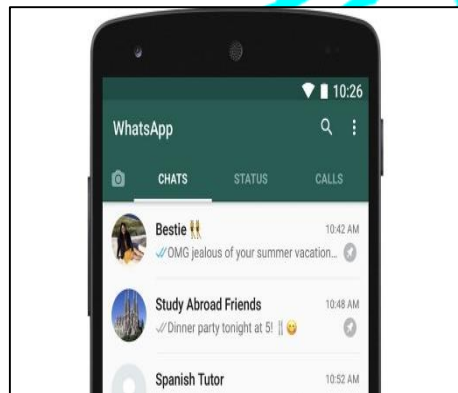 10:26
WhatsApp
CHATS STATUS CALLS
Bestie 👯 10:42 AM
OMG jealous of your summer vacation...
Study Abroad Friends 10:48 AM
Dinner party tonight at 5! 🍴😋
Spanish Tutor 10:52 AM